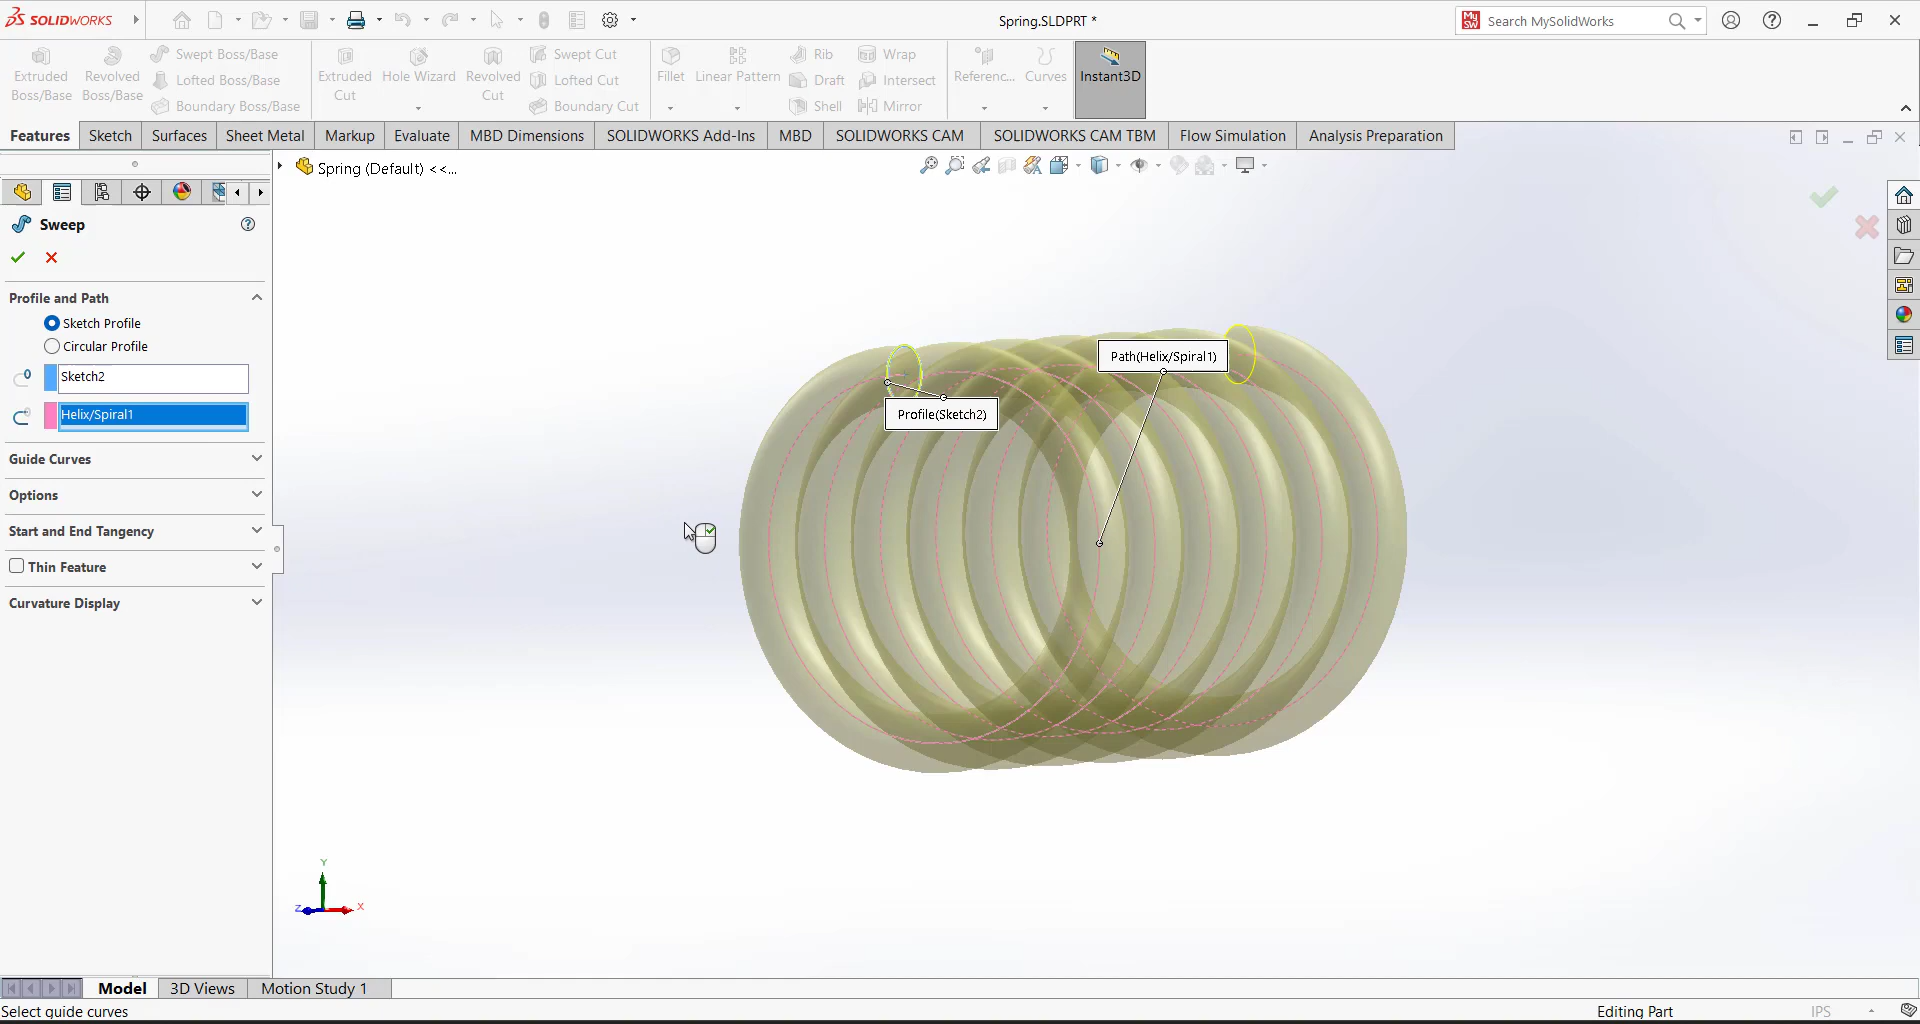 SOLIDWORKS
Spring.SLDPRT *
Search MySolidWorks
Extruded Boss/Base
Revolved Boss/Base
Swept Boss/Base
Lofted Boss/Base
Boundary Boss/Base
Extruded Cut
Hole Wizard
Revolved Cut
Swept Cut
Lofted Cut
Boundary Cut
Fillet
Linear Pattern
Rib
Draft
Shell
Wrap
Intersect
Mirror
Referenc...
Curves
Instant3D
Features
Sketch
Surfaces
Sheet Metal
Markup
Evaluate
MBD Dimensions
SOLIDWORKS Add-Ins
MBD
SOLIDWORKS CAM
SOLIDWORKS CAM TBM
Flow Simulation
Analysis Preparation
Spring (Default) <<...
Sweep
Profile and Path
Sketch Profile
Circular Profile
Sketch2
Helix/Spiral1
Guide Curves
Options
Start and End Tangency
Thin Feature
Curvature Display
Path(Helix/Spiral1)
Profile(Sketch2)
Y
Z
X
Model
3D Views
Motion Study 1
Select guide curves
Editing Part
IPS